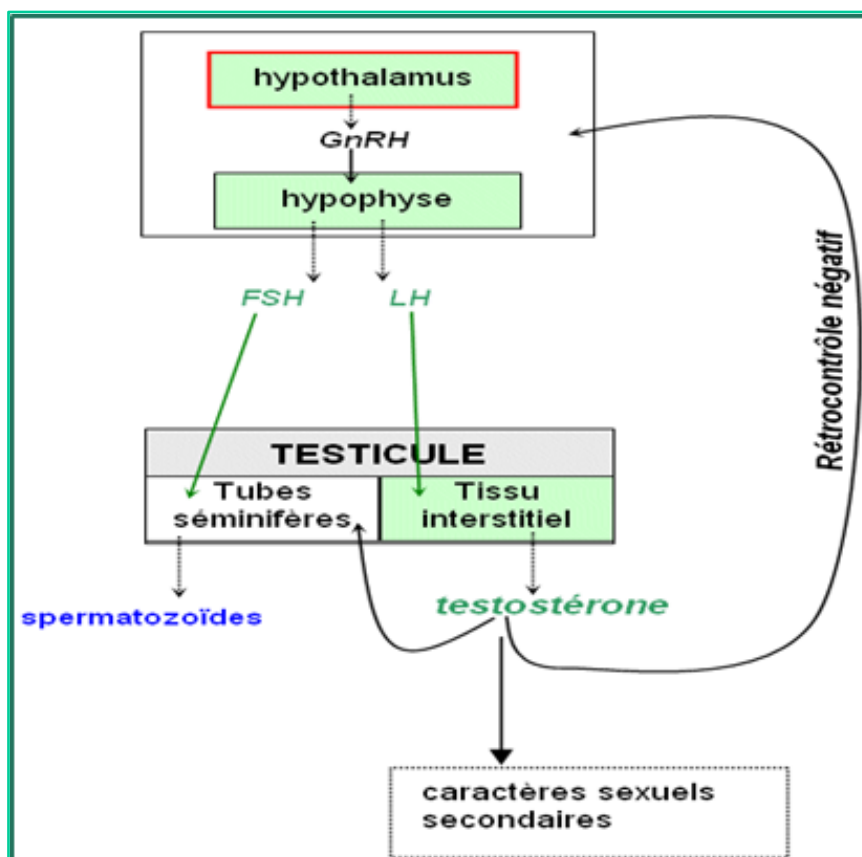 hypothalamus
GnRH
hypophyse
FSH LH
Rétrocontrôle négatif
TESTICULE
Tubes
séminifères
Tissu
interstitiel
spermatozoïdes
testostérone
caractères sexuels
secondaires